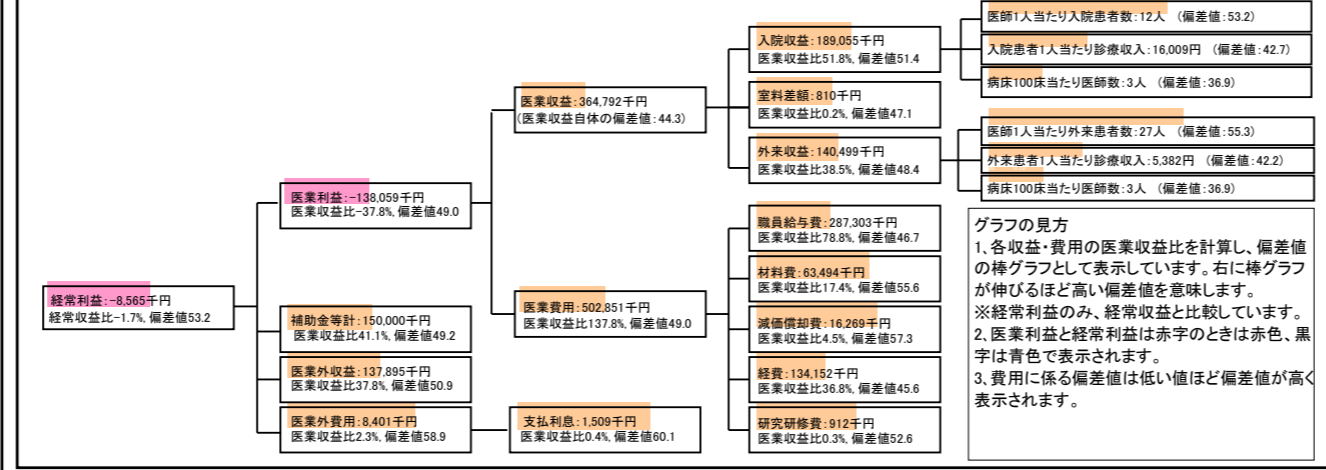 経常利益:-8,565千円
経常収比-1.7%, 偏差値53.2
医業利益:-138,059千円
医業収益比-37.8%, 偏差値49.0
補助金等計:150,000千円
医業収益比41.1%, 偏差値49.2
医業外収益:137,895千円
医業収益比37.8%, 偏差値50.9
医業外費用:8,401千円
医業収益比2.3%, 偏差値58.9
支払利息:1,509千円
医業収益比0.4%, 偏差値60.1
医業収益:364,792千円
(医業収益自体の偏差値:44.3)
医業費用:502,851千円
医業収益比137.8%, 偏差値49.0
入院収益:189,055千円
医業収益比51.8%, 偏差値51.4
室料差額:810千円
医業収益比0.2%, 偏差値47.1
外来収益:140,499千円
医業収益比38.5%, 偏差値48.4
職員給与費:287,303千円
医業収益比78.8%, 偏差値46.7
材料費:63,494千円
医業収益比17.4%, 偏差値55.6
減価償却費:16,269千円
医業収益比4.5%, 偏差値57.3
経費:134,152千円
医業収益比36.8%, 偏差値45.6
研究研修費:912千円
医業収益比0.3%, 偏差値52.6
医師1人当たり入院患者数:12人 (偏差値:53.2)
入院患者1人当たり診療収入:16,009円 (偏差値:42.7)
病床100床当たり医師数:3人 (偏差値:36.9)
医師1人当たり外来患者数:27人 (偏差値:55.3)
外来患者1人当たり診療収入:5,382円 (偏差値:42.2)
病床100床当たり医師数:3人 (偏差値:36.9)
グラフの見方
1、各収益・費用の医業収益比を計算し、偏差値
の棒グラフとして表示しています。右に棒グラフ
が伸びるほど高い偏差値を意味します。
※経常利益のみ、経常収益と比較しています。
2、医業利益と経常利益は赤字のときは赤色、黒
字は青色で表示されます。
3、費用に係る偏差値は低い値ほど偏差値が高く
表示されます。